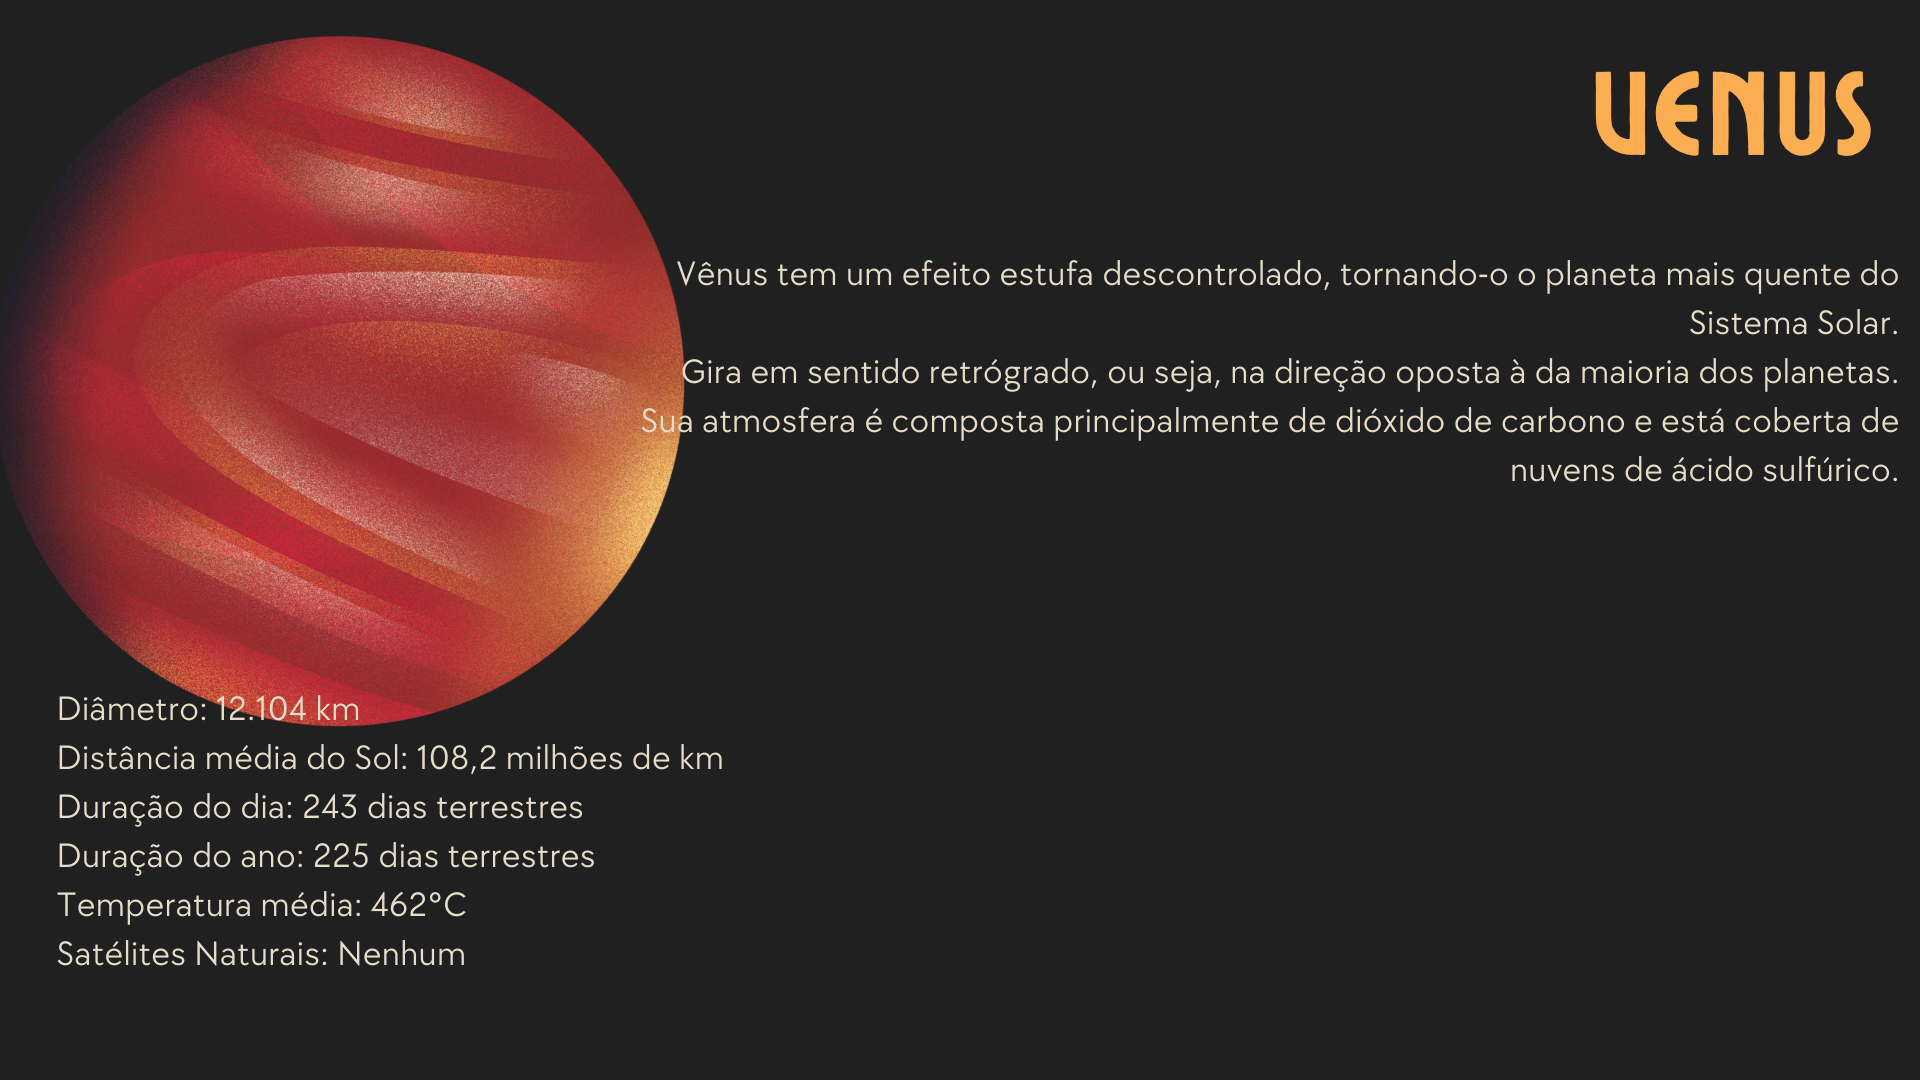 VENUS
Vênus tem um efeito estufa descontrolado, tornando-o o planeta mais quente do
Sistema Solar.
Gira em sentido retrógrado, ou seja, na direção oposta à da maioria dos planetas.
Sua atmosfera é composta principalmente de dióxido de carbono e está coberta de
nuvens de ácido sulfúrico.
Diâmetro: 12.104 km
Distância média do Sol: 108,2 milhões de km
Duração do dia: 243 dias terrestres
Duração do ano: 225 dias terrestres
Temperatura média: 462°C
Satélites Naturais: Nenhum